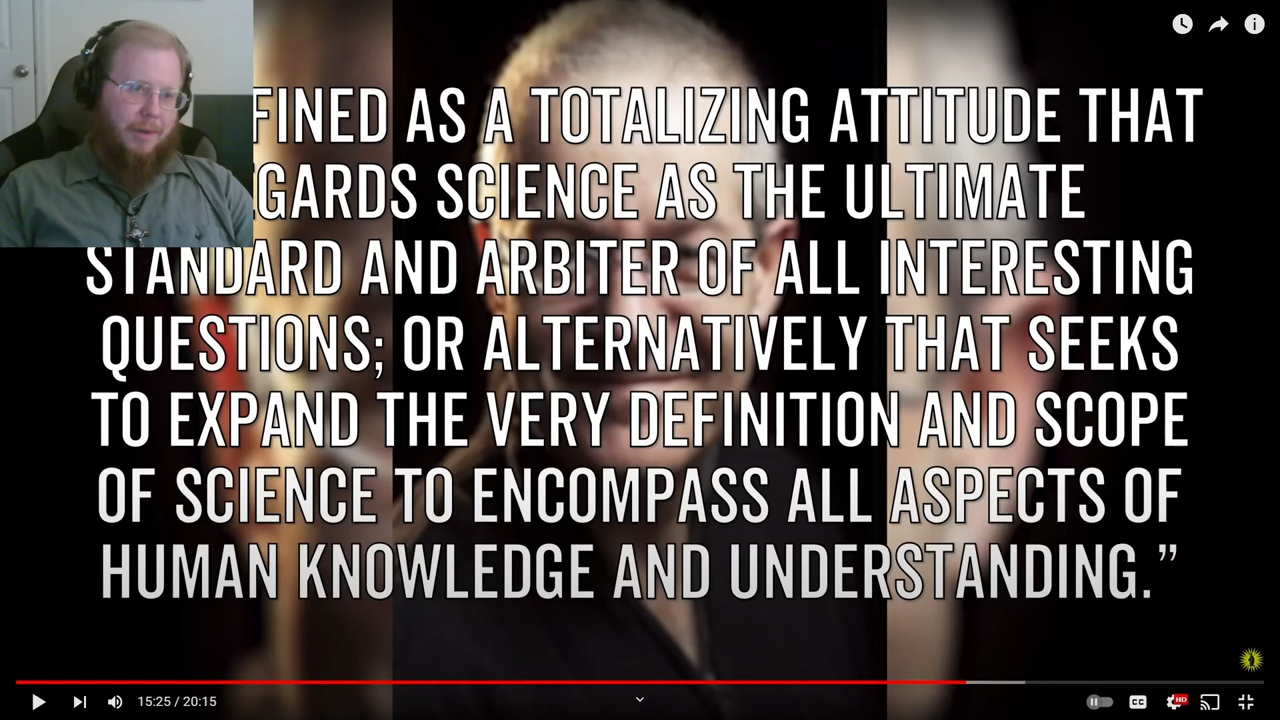 FINED AS A TOTALIZING ATTITUDE THAT
GARDS SCIENCE AS THE ULTIMATE
STANDARD AND ARBITER OF ALL INTERESTING
QUESTIONS; OR ALTERNATIVELY THAT SEEKS
TO EXPAND THE VERY DEFINITION AND SCOPE
OF SCIENCE TO ENCOMPASS ALL ASPECTS OF
HUMAN KNOWLEDGE AND UNDERSTANDING.”
15:25 / 20:15 CC HD